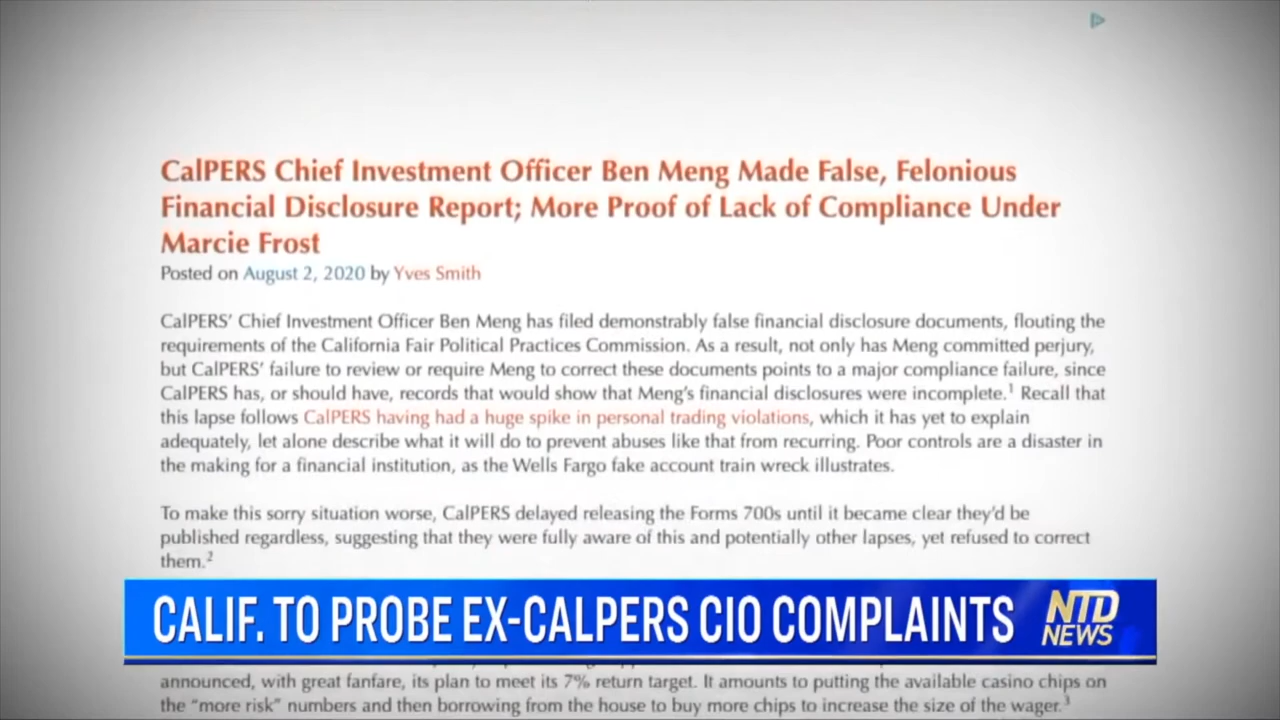 CalPERS Chief Investment Officer Ben Meng Made False, Felonious
Financial Disclosure Report; More Proof of Lack of Compliance Under
Marcie Frost
Posted on August 2, 2020 by Yves Smith
CalPERS' Chief Investment Officer Ben Meng has filed demonstrably false financial disclosure documents, flouting the
requirements of the California Fair Political Practices Commission. As a result, not only has Meng committed perjury,
but CalPERS' failure to review or require Meng to correct these documents points to a major compliance failure, since
CalPERS has, or should have, records that would show that Meng's financial disclosures were incomplete.¹ Recall that
this lapse follows CalPERS having had a huge spike in personal trading violations, which it has yet to explain
adequately, let alone describe what it will do to prevent abuses like that from recurring. Poor controls are a disaster in
the making for a financial institution, as the Wells Fargo fake account train wreck illustrates.
To make this sorry situation worse, CalPERS delayed releasing the Forms 700s until it became clear they'd be
published regardless, suggesting that they were fully aware of this and potentially other lapses, yet refused to correct
them.²
CALIF. TO PROBE EX-CALPERS CIO COMPLAINTS
NTD
NEWS
announced, with great fanfare, its plan to meet its 7% return target. It amounts to putting the available casino chips on
the "more risk" numbers and then borrowing from the house to buy more chips to increase the size of the wager.³